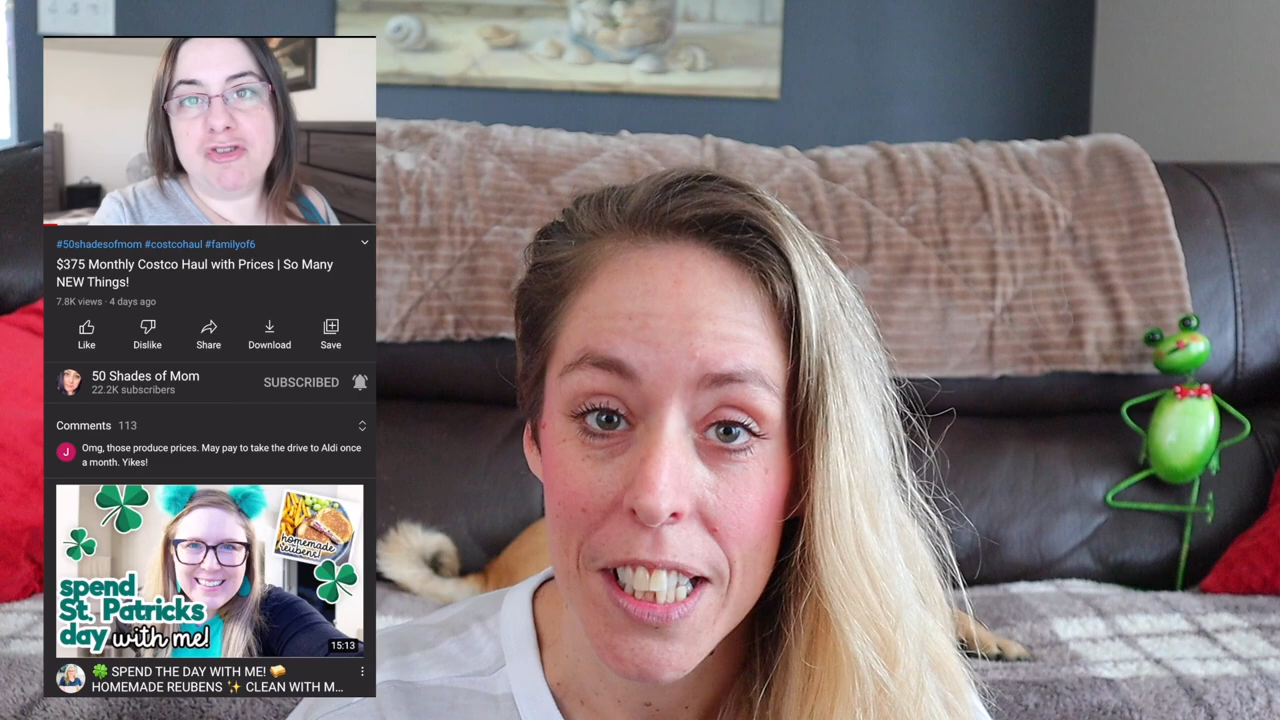 #50shadesofmom #costcohaul #familyof6
$375 Monthly Costco Haul with Prices | So Many
NEW Things!
7.8K views · 4 days ago
Like Dislike Share Download Save
50 Shades of Mom
22.2K subscribers
SUBSCRIBED
Comments 113
J
Omg, those produce prices. May pay to take the drive to Aldi once
a month. Yikes!
homemade
reubens!
spend
St. Patricks
day with me!
15:13
🍀 SPEND THE DAY WITH ME! 🥪
HOMEMADE REUBENS ✨ CLEAN WITH M...